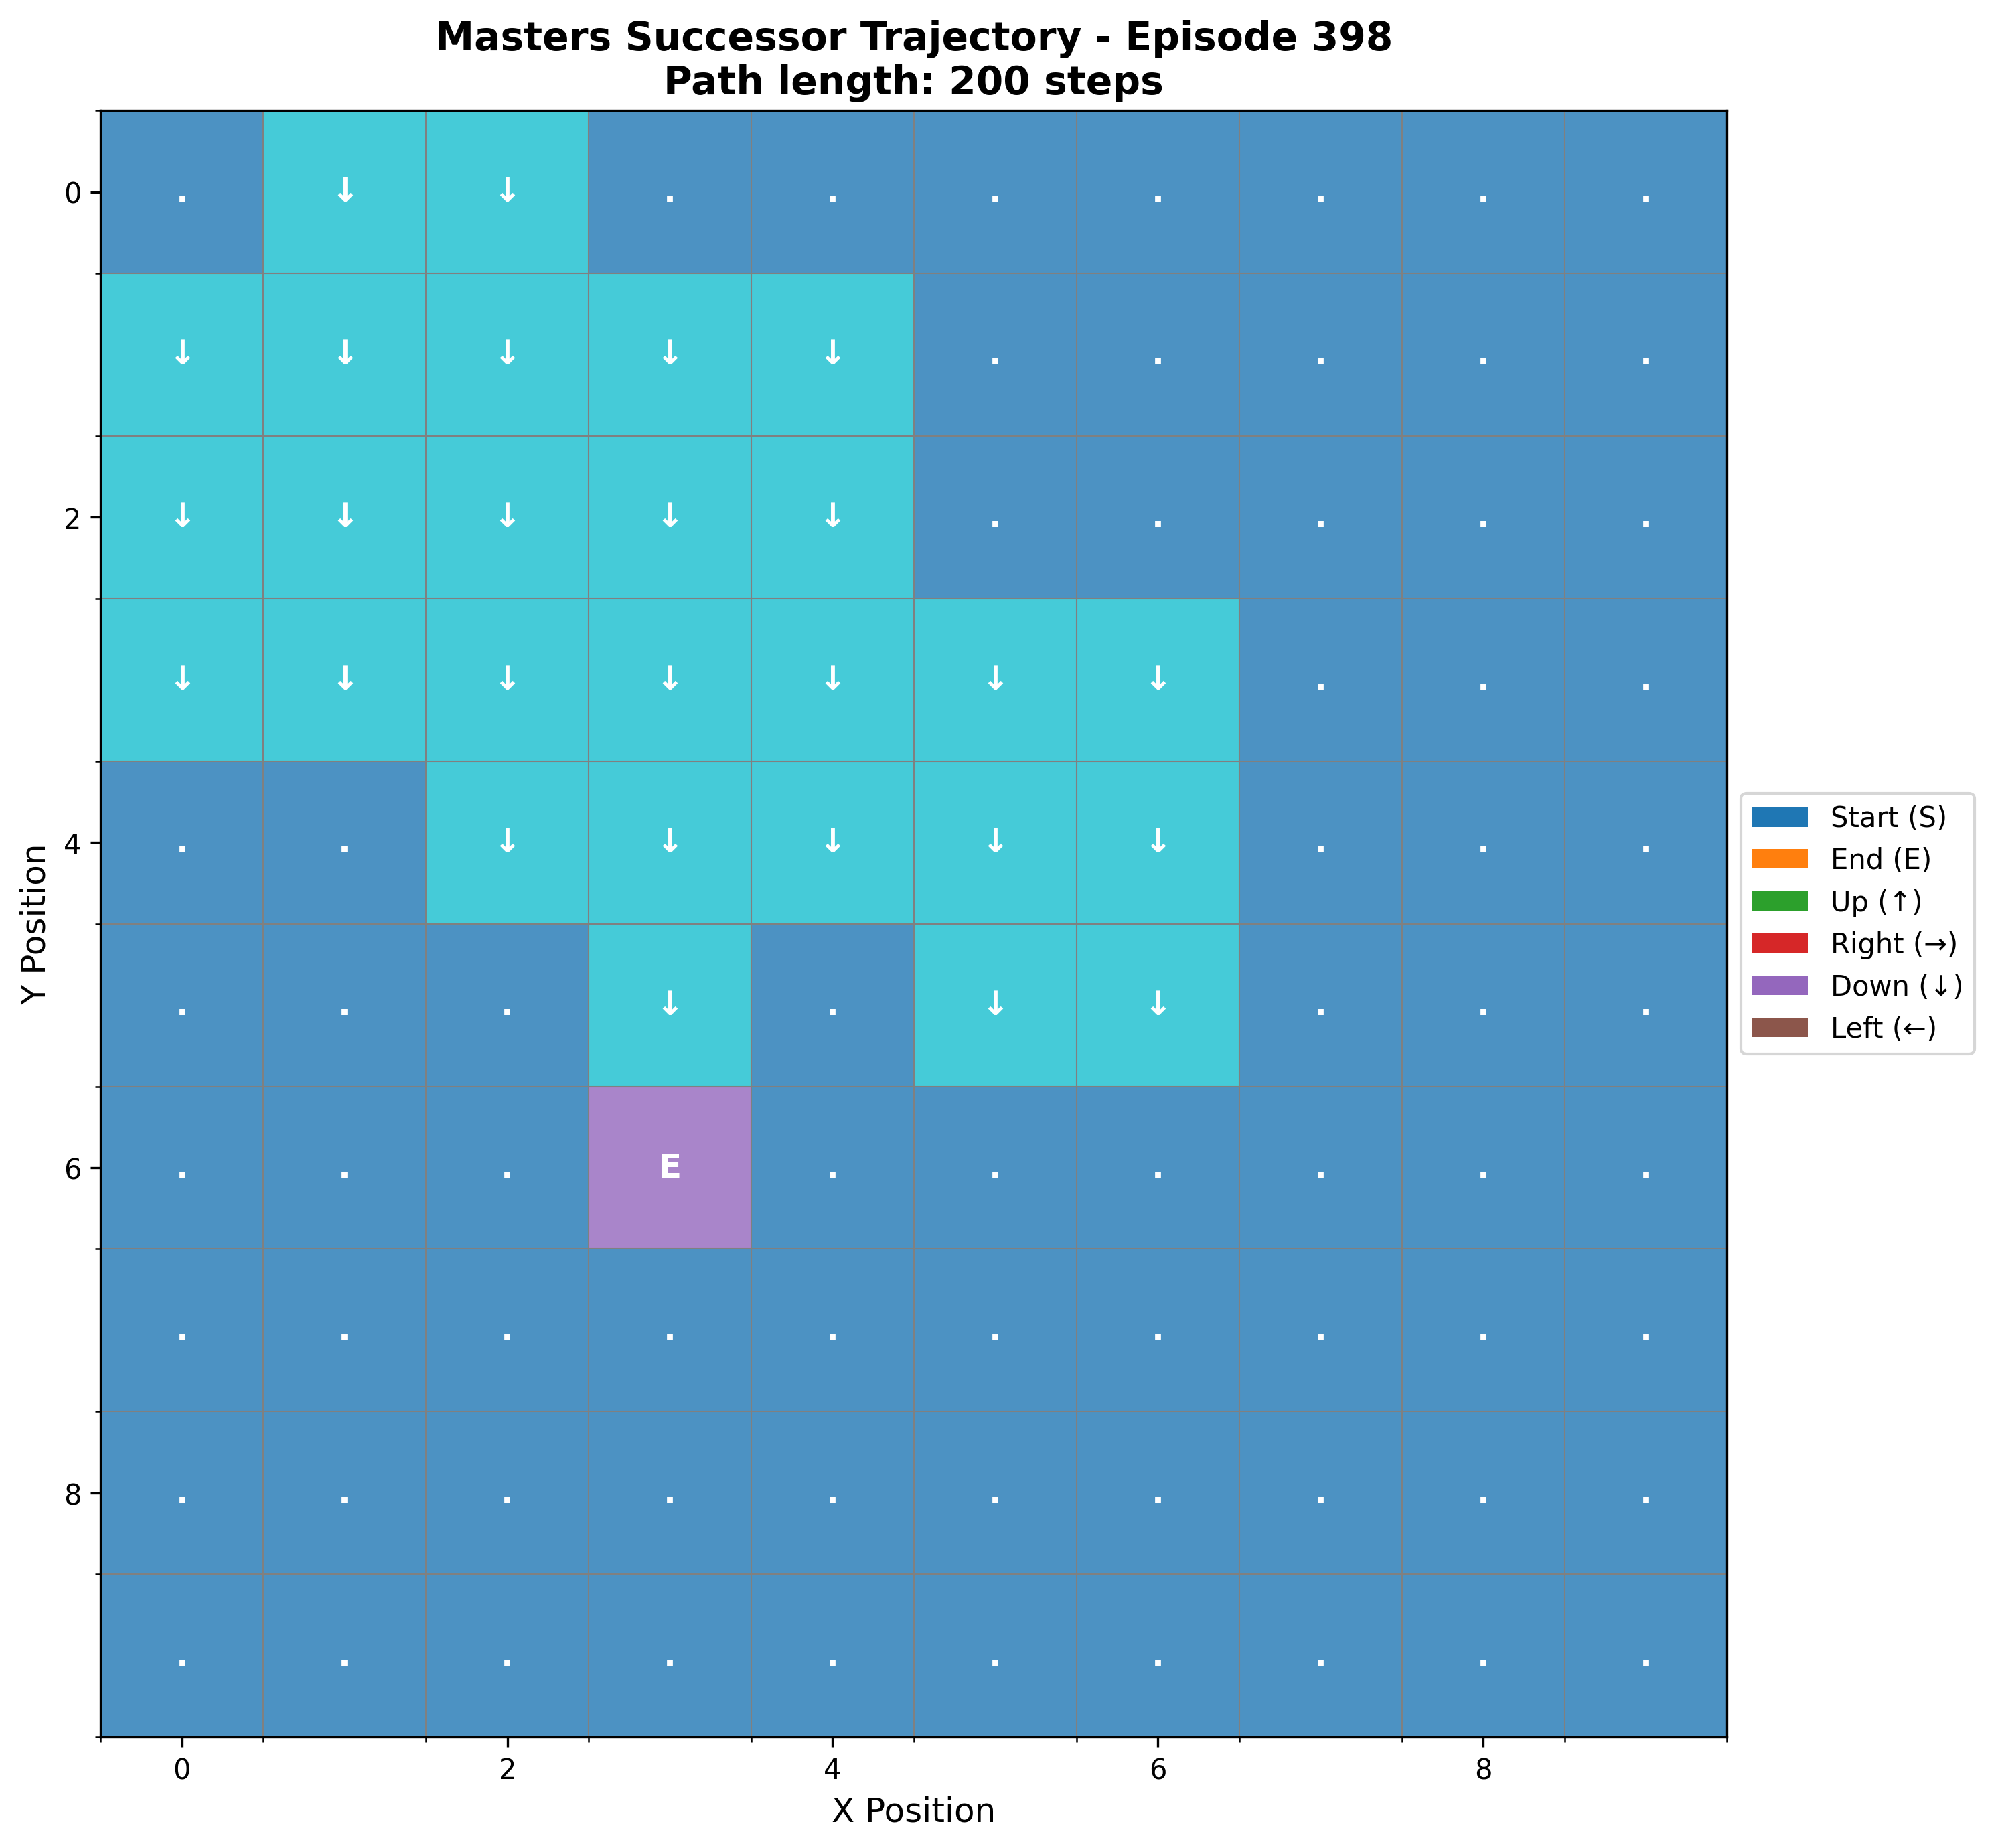 Masters Successor Trajectory - Episode 398
Path length: 200 steps
0 . ↓ ↓ . . . . . . .
↓ ↓ ↓ ↓ ↓ . . . . .
2 ↓ ↓ ↓ ↓ ↓ . . . . .
↓ ↓ ↓ ↓ ↓ ↓ ↓ . . .
4 . . ↓ ↓ ↓ ↓ ↓ . . .
. . . ↓ . ↓ ↓ . . .
6 . . . E . . . . . .
. . . . . . . . . .
8 . . . . . . . . . .
. . . . . . . . . .
0 2 4 6 8
X Position
Y Position
Start (S)
End (E)
Up (↑)
Right (→)
Down (↓)
Left (←)